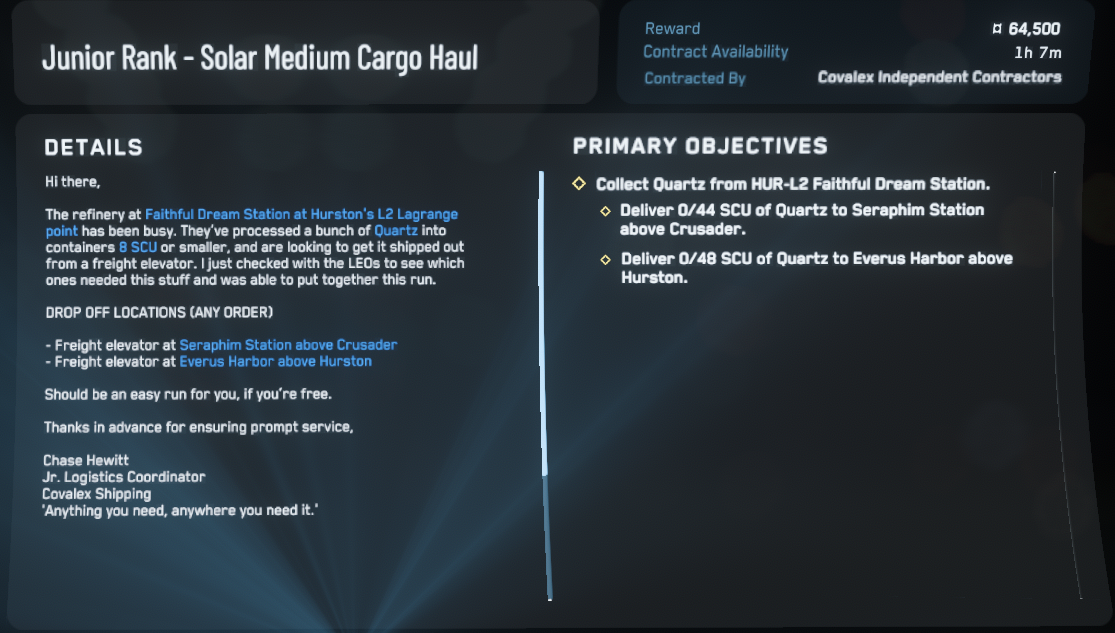 Junior Rank - Solar Medium Cargo Haul
Reward ¤ 64,500
Contract Availability 1h 7m
Contracted By Covalex Independent Contractors
DETAILS
Hi there,
The refinery at Faithful Dream Station at Hurston's L2 Lagrange
point has been busy. They've processed a bunch of Quartz into
containers 8 SCU or smaller, and are looking to get it shipped out
from a freight elevator. I just checked with the LEOs to see which
ones needed this stuff and was able to put together this run.
DROP OFF LOCATIONS (ANY ORDER)
- Freight elevator at Seraphim Station above Crusader
- Freight elevator at Everus Harbor above Hurston
Should be an easy run for you, if you're free.
Thanks in advance for ensuring prompt service,
Chase Hewitt
Jr. Logistics Coordinator
Covalex Shipping
'Anything you need, anywhere you need it.'
PRIMARY OBJECTIVES
Collect Quartz from HUR-L2 Faithful Dream Station.
Deliver 0/44 SCU of Quartz to Seraphim Station
above Crusader.
Deliver 0/48 SCU of Quartz to Everus Harbor above
Hurston.